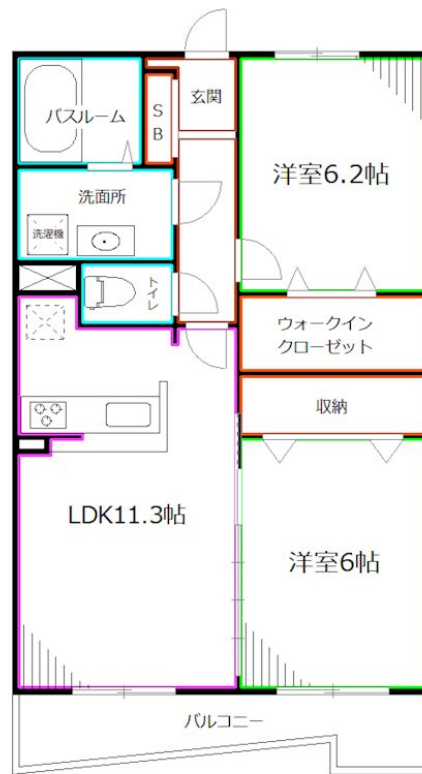 玄関
バスルーム
SB
洋室6.2帖
洗面所
洗濯機
トイレ
ウォークイン
クローゼット
収納
LDK11.3帖
洋室6帖
バルコニー